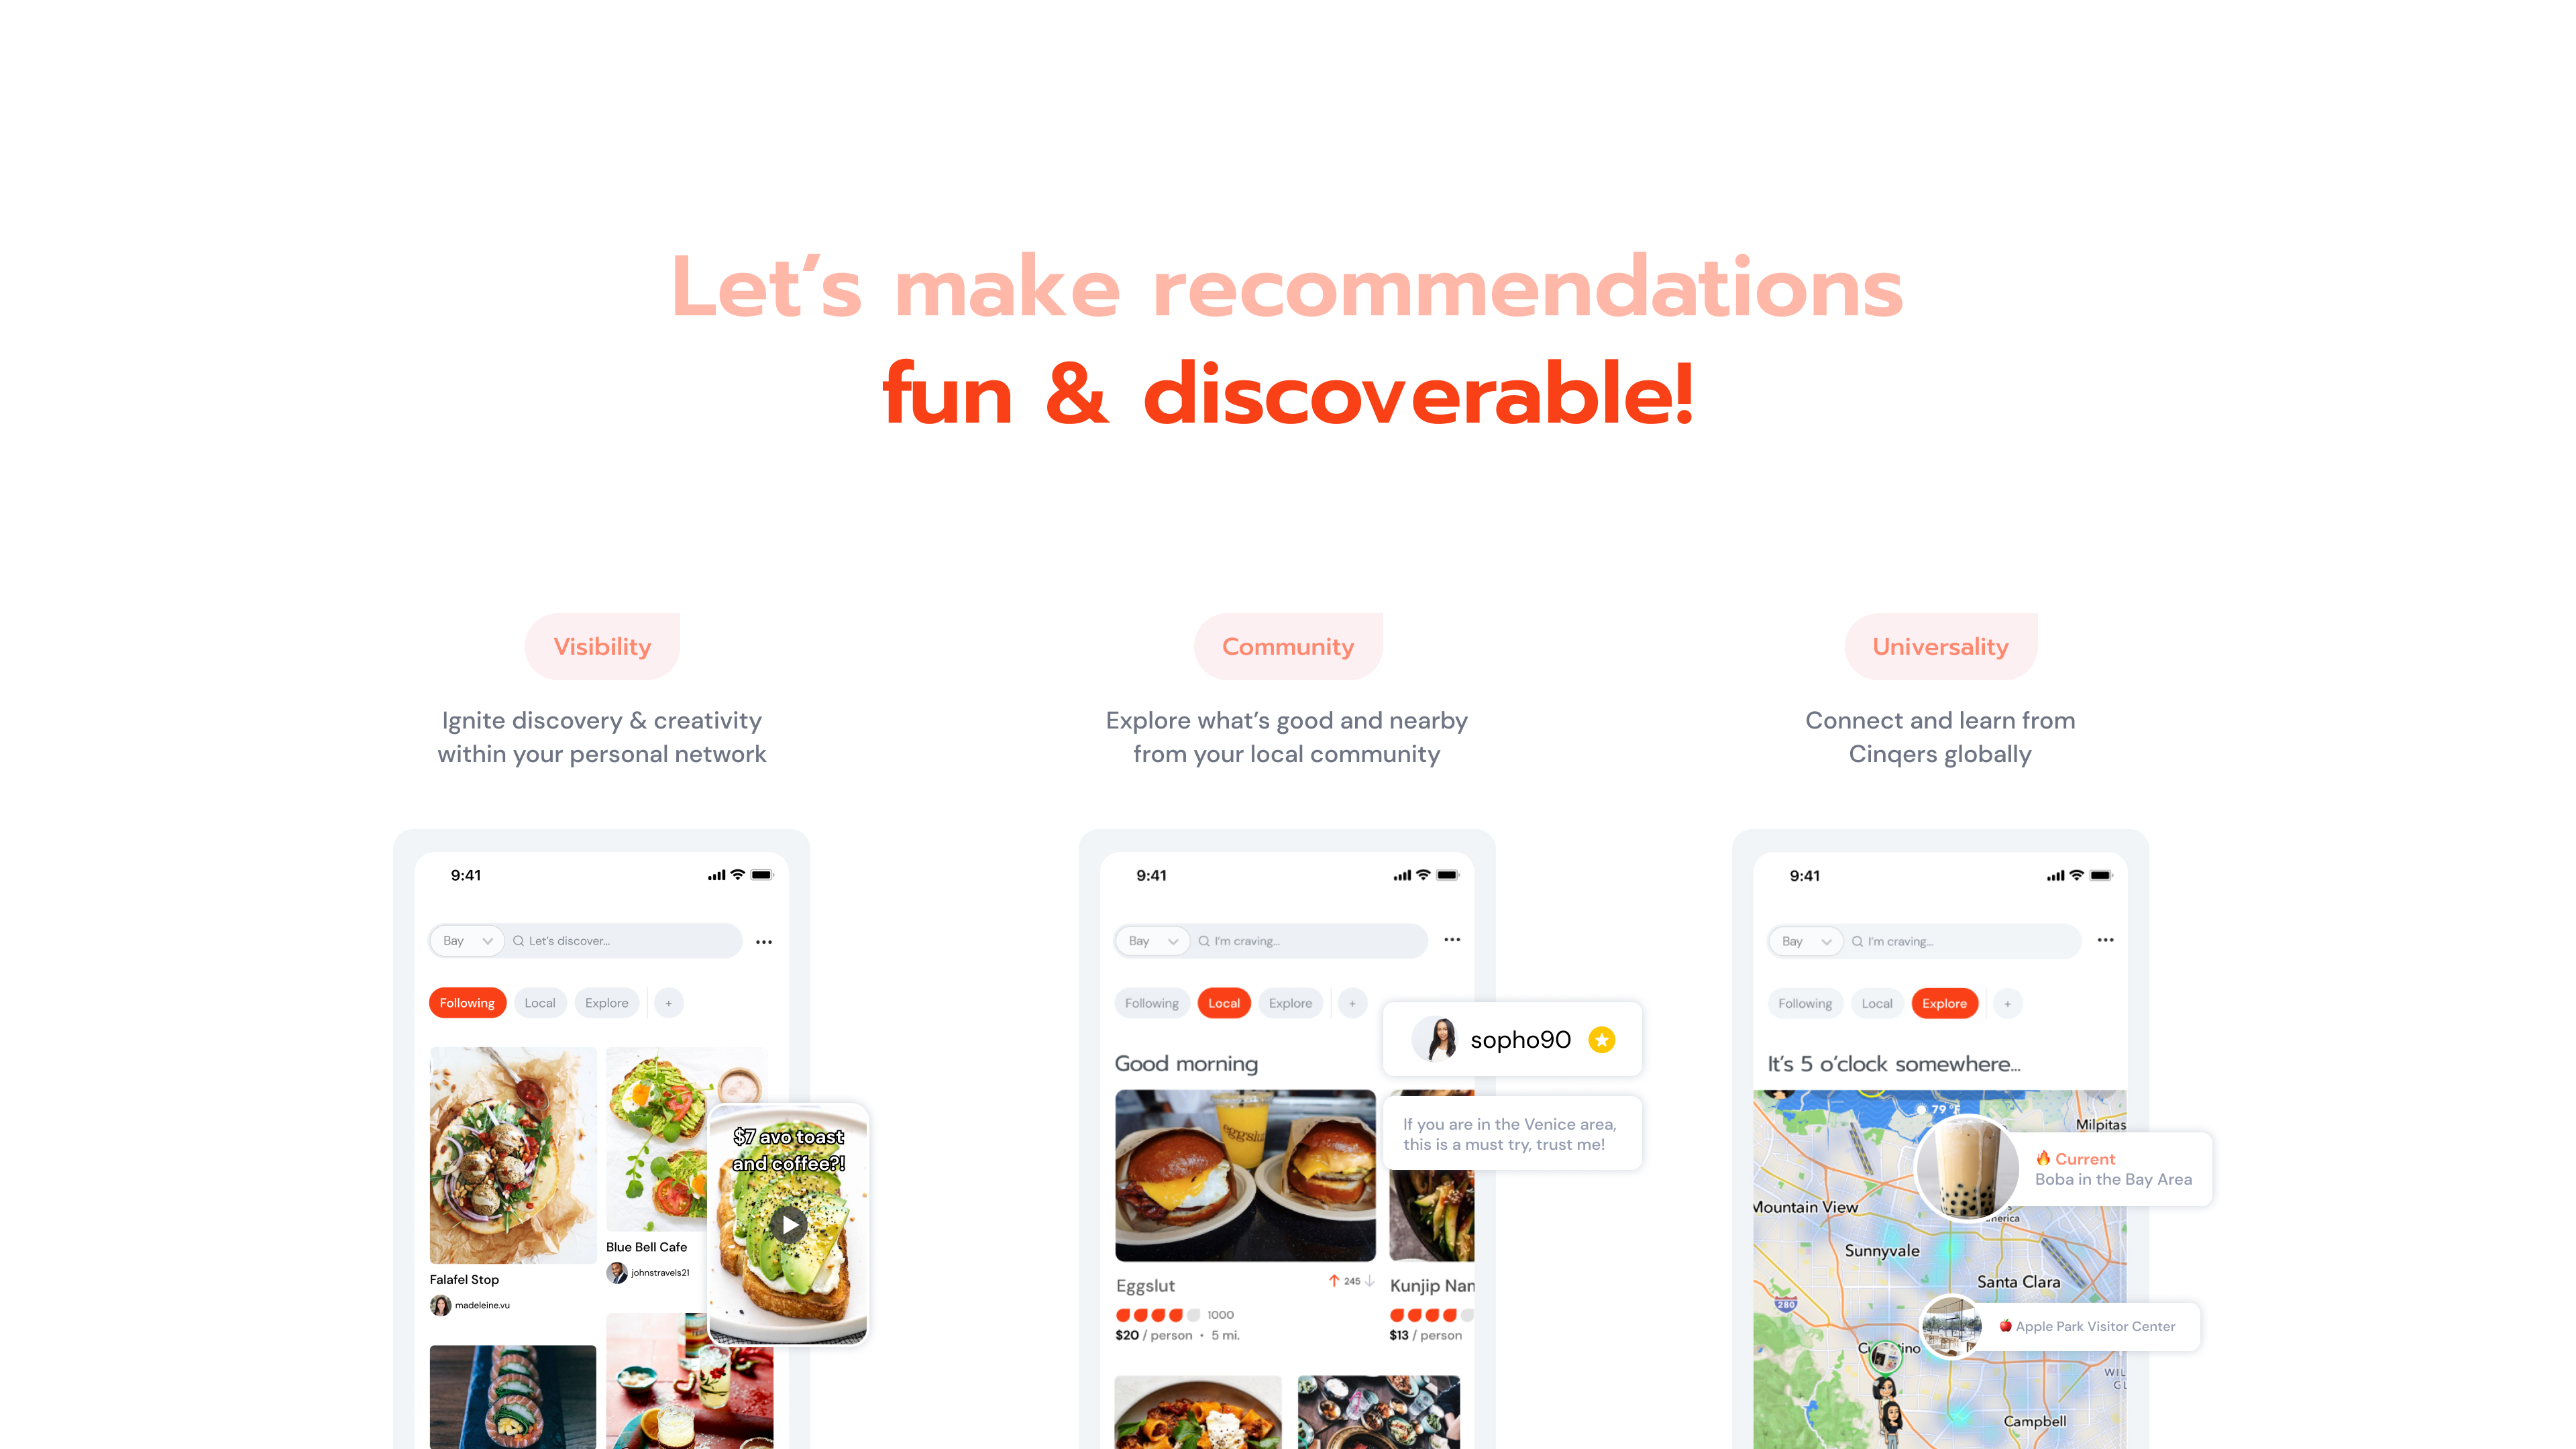 Let's make recommendations
fun & discoverable!
Visibility
Ignite discovery & creativity
within your personal network
Community
Explore what's good and nearby
from your local community
Universality
Connect and learn from
Cinqers globally
9:41
Bay
Let's discover...
Following
Local
Explore
+
$7 avo toast
and coffee?!
Falafel Stop
madeleine.vu
Blue Bell Cafe
johnstravels21
9:41
Bay
I'm craving...
Following
Local
Explore
+
sopho90
Good morning
If you are in the Venice area,
this is a must try, trust me!
eggslut
Eggslut
245
1000
$20 / person • 5 mi.
Kunjip Nan
$13 / person
9:41
Bay
I'm craving...
Following
Local
Explore
+
It's 5 o'clock somewhere...
79 °F
Milpitas
Current
Boba in the Bay Area
Mountain View
Sunnyvale
Santa Clara
280
Apple Park Visitor Center
Campbell